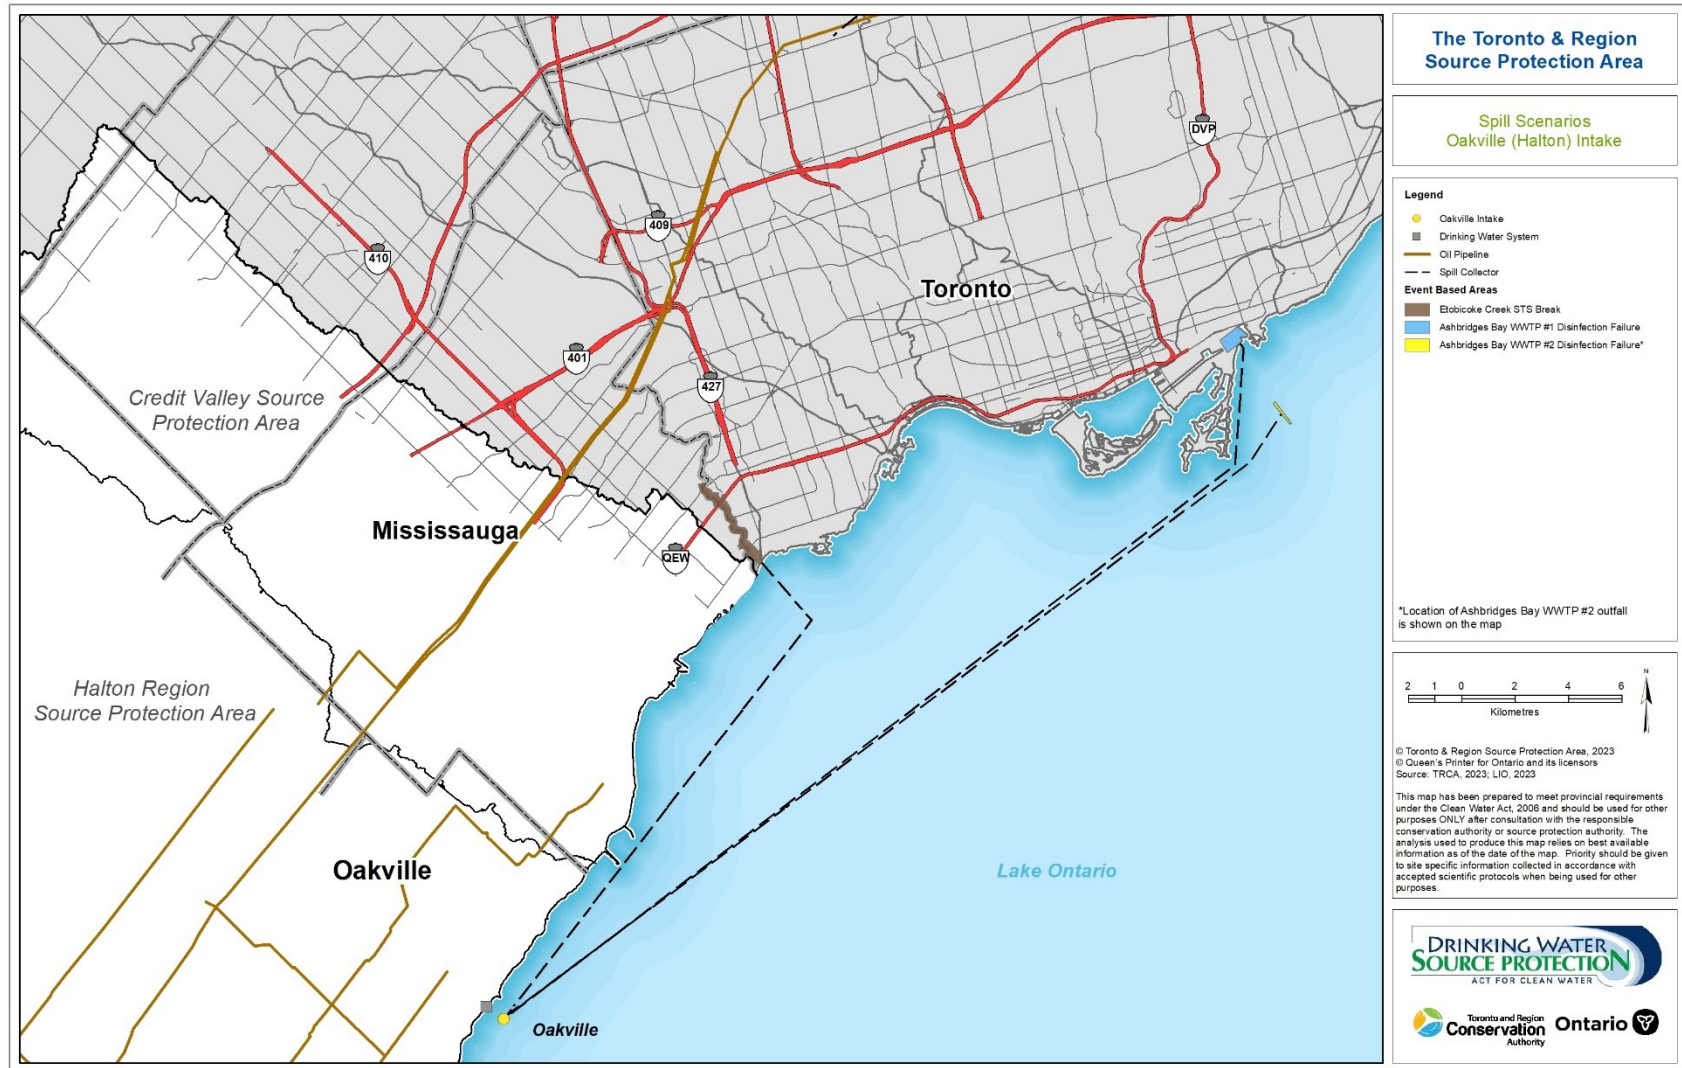 The Toronto & Region
Source Protection Area
Spill Scenarios
Oakville (Halton) Intake
Legend
Oakville Intake
Drinking Water System
Oil Pipeline
Spill Collector
Event Based Areas
Etobicoke Creek STS Break
Ashbridges Bay WWTP #1 Disinfection Failure
Ashbridges Bay WWTP #2 Disinfection Failure*
*Location of Ashbridges Bay WWTP #2 outfall
is shown on the map
2 1 0 2 4 6
Kilometres
N
© Toronto & Region Source Protection Area, 2023
© Queen's Printer for Ontario and its licensors
Source: TRCA, 2023; LIO, 2023
This map has been prepared to meet provincial requirements
under the Clean Water Act, 2006 and should be used for other
purposes ONLY after consultation with the responsible
conservation authority or source protection authority. The
analysis used to produce this map relies on best available
information as of the date of the map. Priority should be given
to site specific information collected in accordance with
accepted scientific protocols when being used for other
purposes.
DRINKING WATER
SOURCE PROTECTION
ACT FOR CLEAN WATER
Toronto and Region
Conservation
Authority
Ontario
DVP
409
410
Toronto
401
427
Credit Valley Source
Protection Area
Mississauga
QEW
Halton Region
Source Protection Area
Oakville
Lake Ontario
Oakville